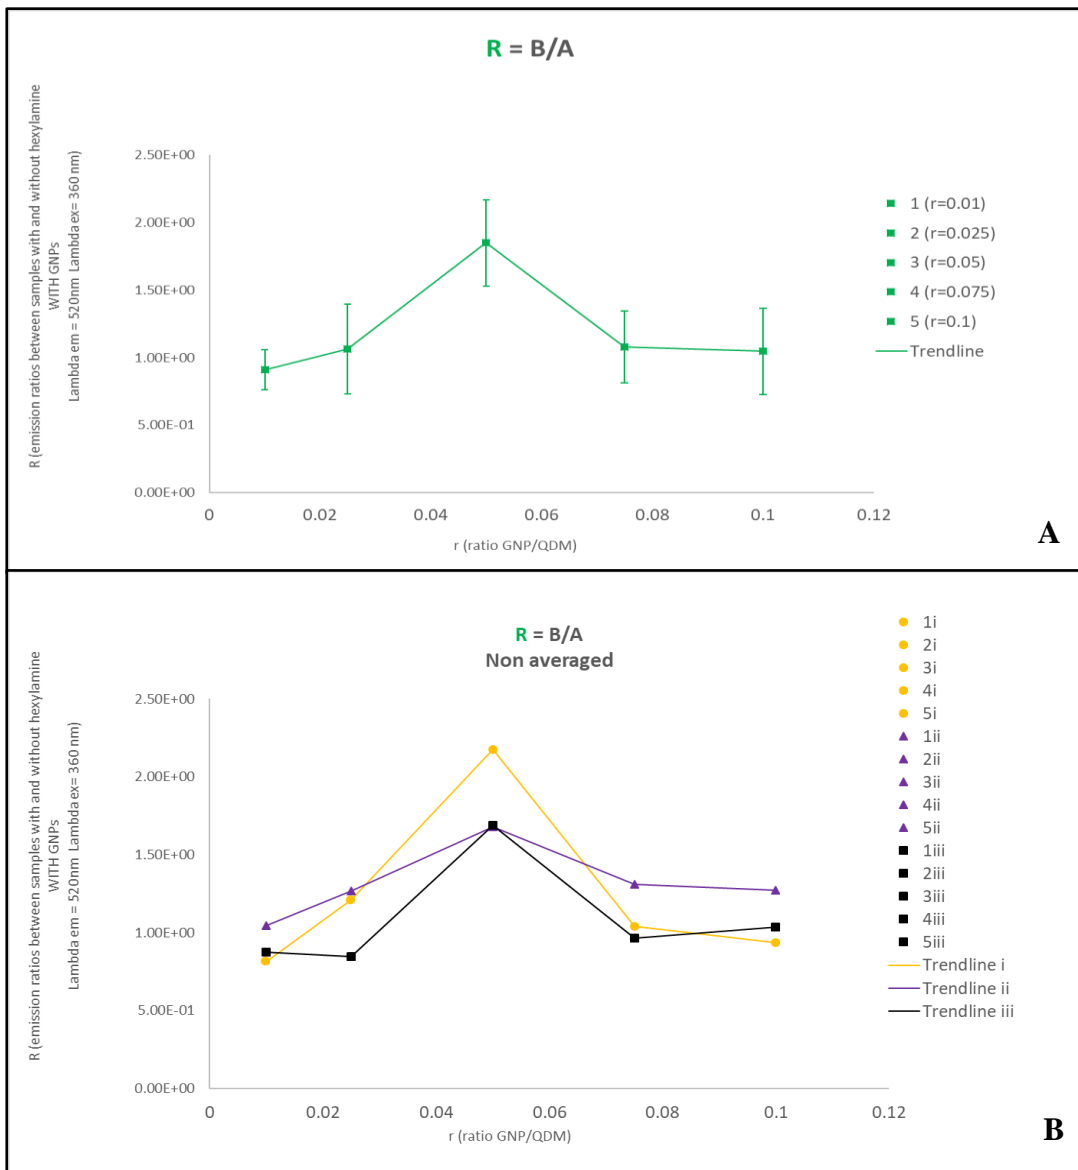 R = B/A
R (emission ratios between samples with and without hexylamine
WITH GNPs
Lambda em = 520nm Lambda ex= 360 nm)
2.50E+00
2.00E+00
1.50E+00
1.00E+00
5.00E-01
0.00E+00
0 0.02 0.04 0.06 0.08 0.1 0.12
r (ratio GNP/QDM)
1 (r=0.01)
2 (r=0.025)
3 (r=0.05)
4 (r=0.075)
5 (r=0.1)
Trendline
A
R = B/A
Non averaged
R (emission ratios between samples with and without hexylamine
WITH GNPs
Lambda em = 520nm Lambda ex= 360 nm)
2.50E+00
2.00E+00
1.50E+00
1.00E+00
5.00E-01
0.00E+00
0 0.02 0.04 0.06 0.08 0.1 0.12
r (ratio GNP/QDM)
1i
2i
3i
4i
5i
1ii
2ii
3ii
4ii
5ii
1iii
2iii
3iii
4iii
5iii
Trendline i
Trendline ii
Trendline iii
B